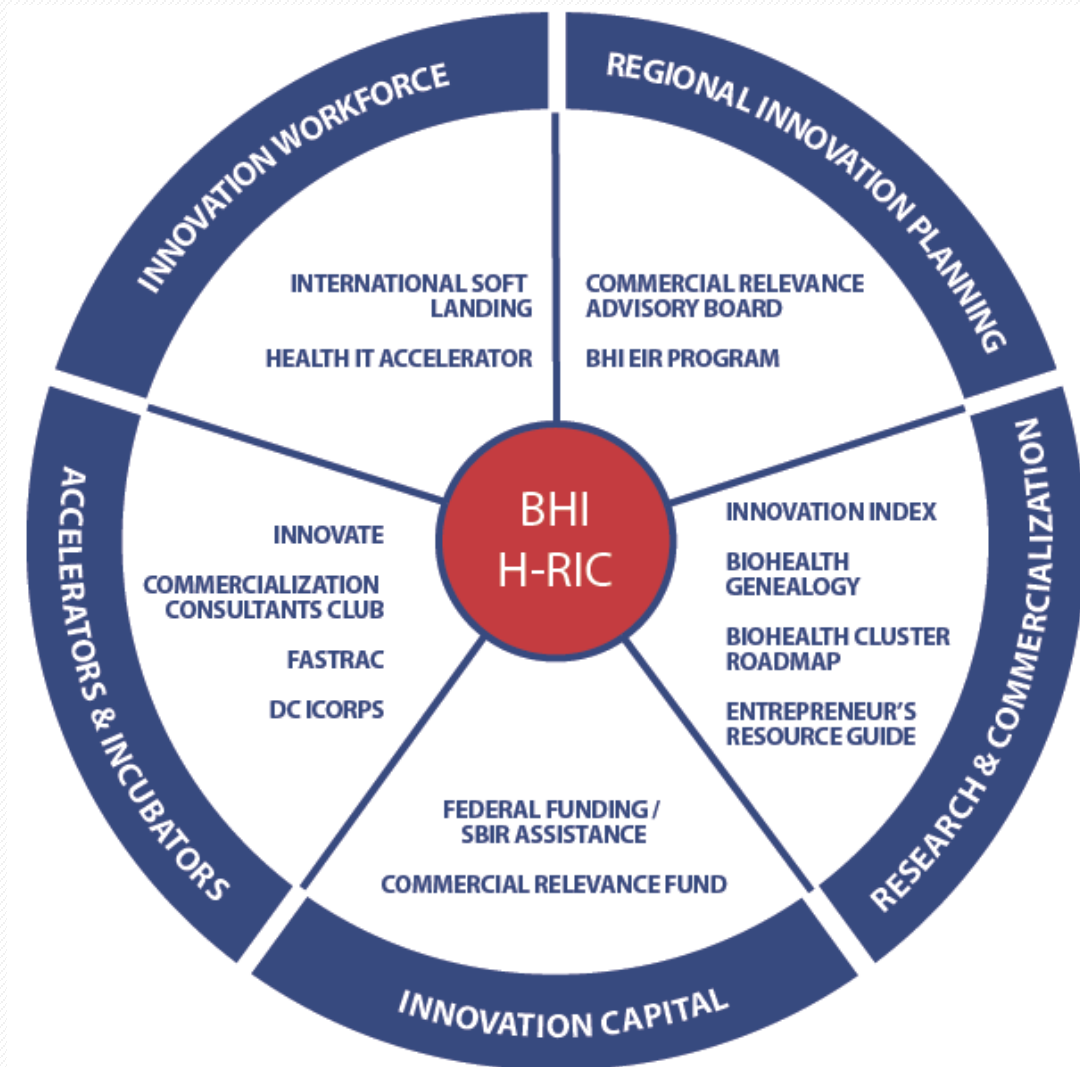 INNOVATION WORKFORCE
REGIONAL INNOVATION PLANNING
INTERNATIONAL SOFT
LANDING
HEALTH IT ACCELERATOR
COMMERCIAL RELEVANCE
ADVISORY BOARD
BHI EIR PROGRAM
ACCELERATORS & INCUBATORS
INNOVATE
COMMERCIALIZATION
CONSULTANTS CLUB
FASTRAC
DC ICORPS
BHI
H-RIC
INNOVATION INDEX
BIOHEALTH
GENEALOGY
BIOHEALTH CLUSTER
ROADMAP
ENTREPRENEUR'S
RESOURCE GUIDE
RESEARCH & COMMERCIALIZATION
FEDERAL FUNDING /
SBIR ASSISTANCE
COMMERCIAL RELEVANCE FUND
INNOVATION CAPITAL